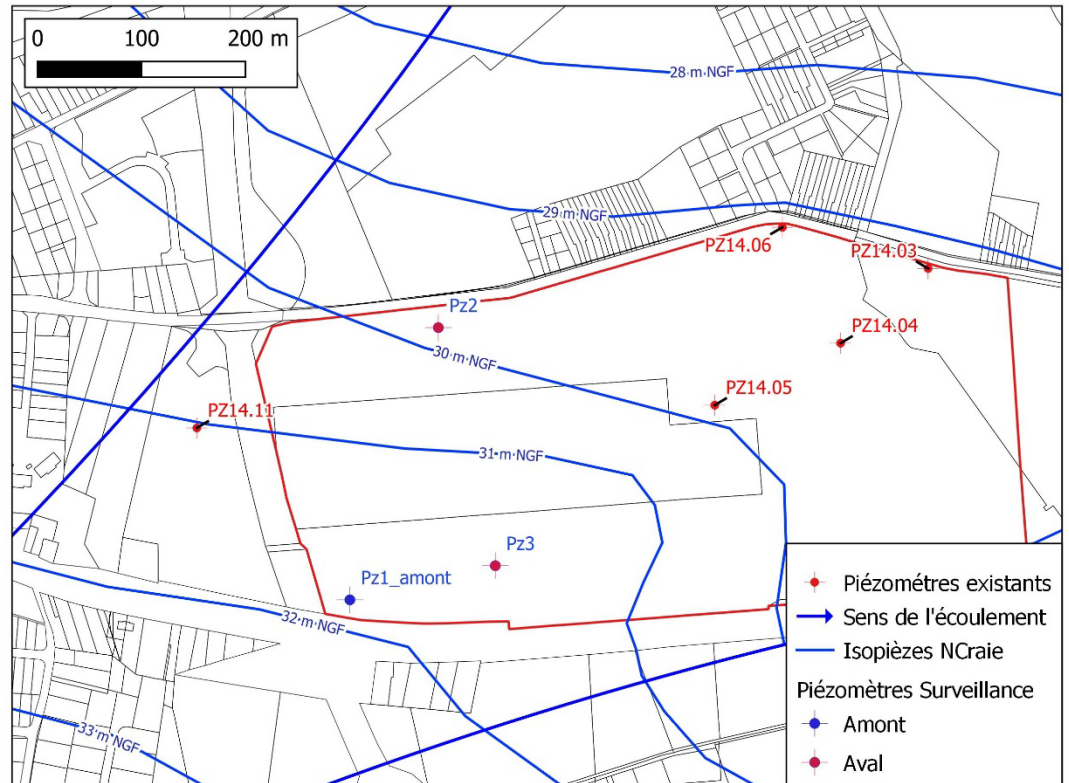 0 100 200 m
28 m NGF
29 m NGF
PZ14.06
PZ14.03
Pz2
PZ14.04
30 m NGF
PZ14.05
PZ14.11
31 m NGF
Pz3
Pz1_amont
32 m NGF
33 m NGF
Piézométres existants
Sens de l'écoulement
Isopièzes NCraie
Piézomètres Surveillance
Amont
Aval